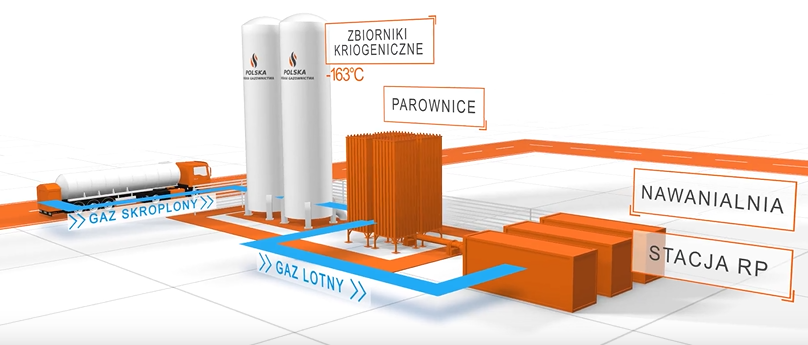 ZBIORNIKI
KRIOGENICZNE
-163°C
POLSKA
POLSKA
PAROWNICE
NAWANIALNIA
GAZ SKROPLONY
STACJA RP
GAZ LOTNY